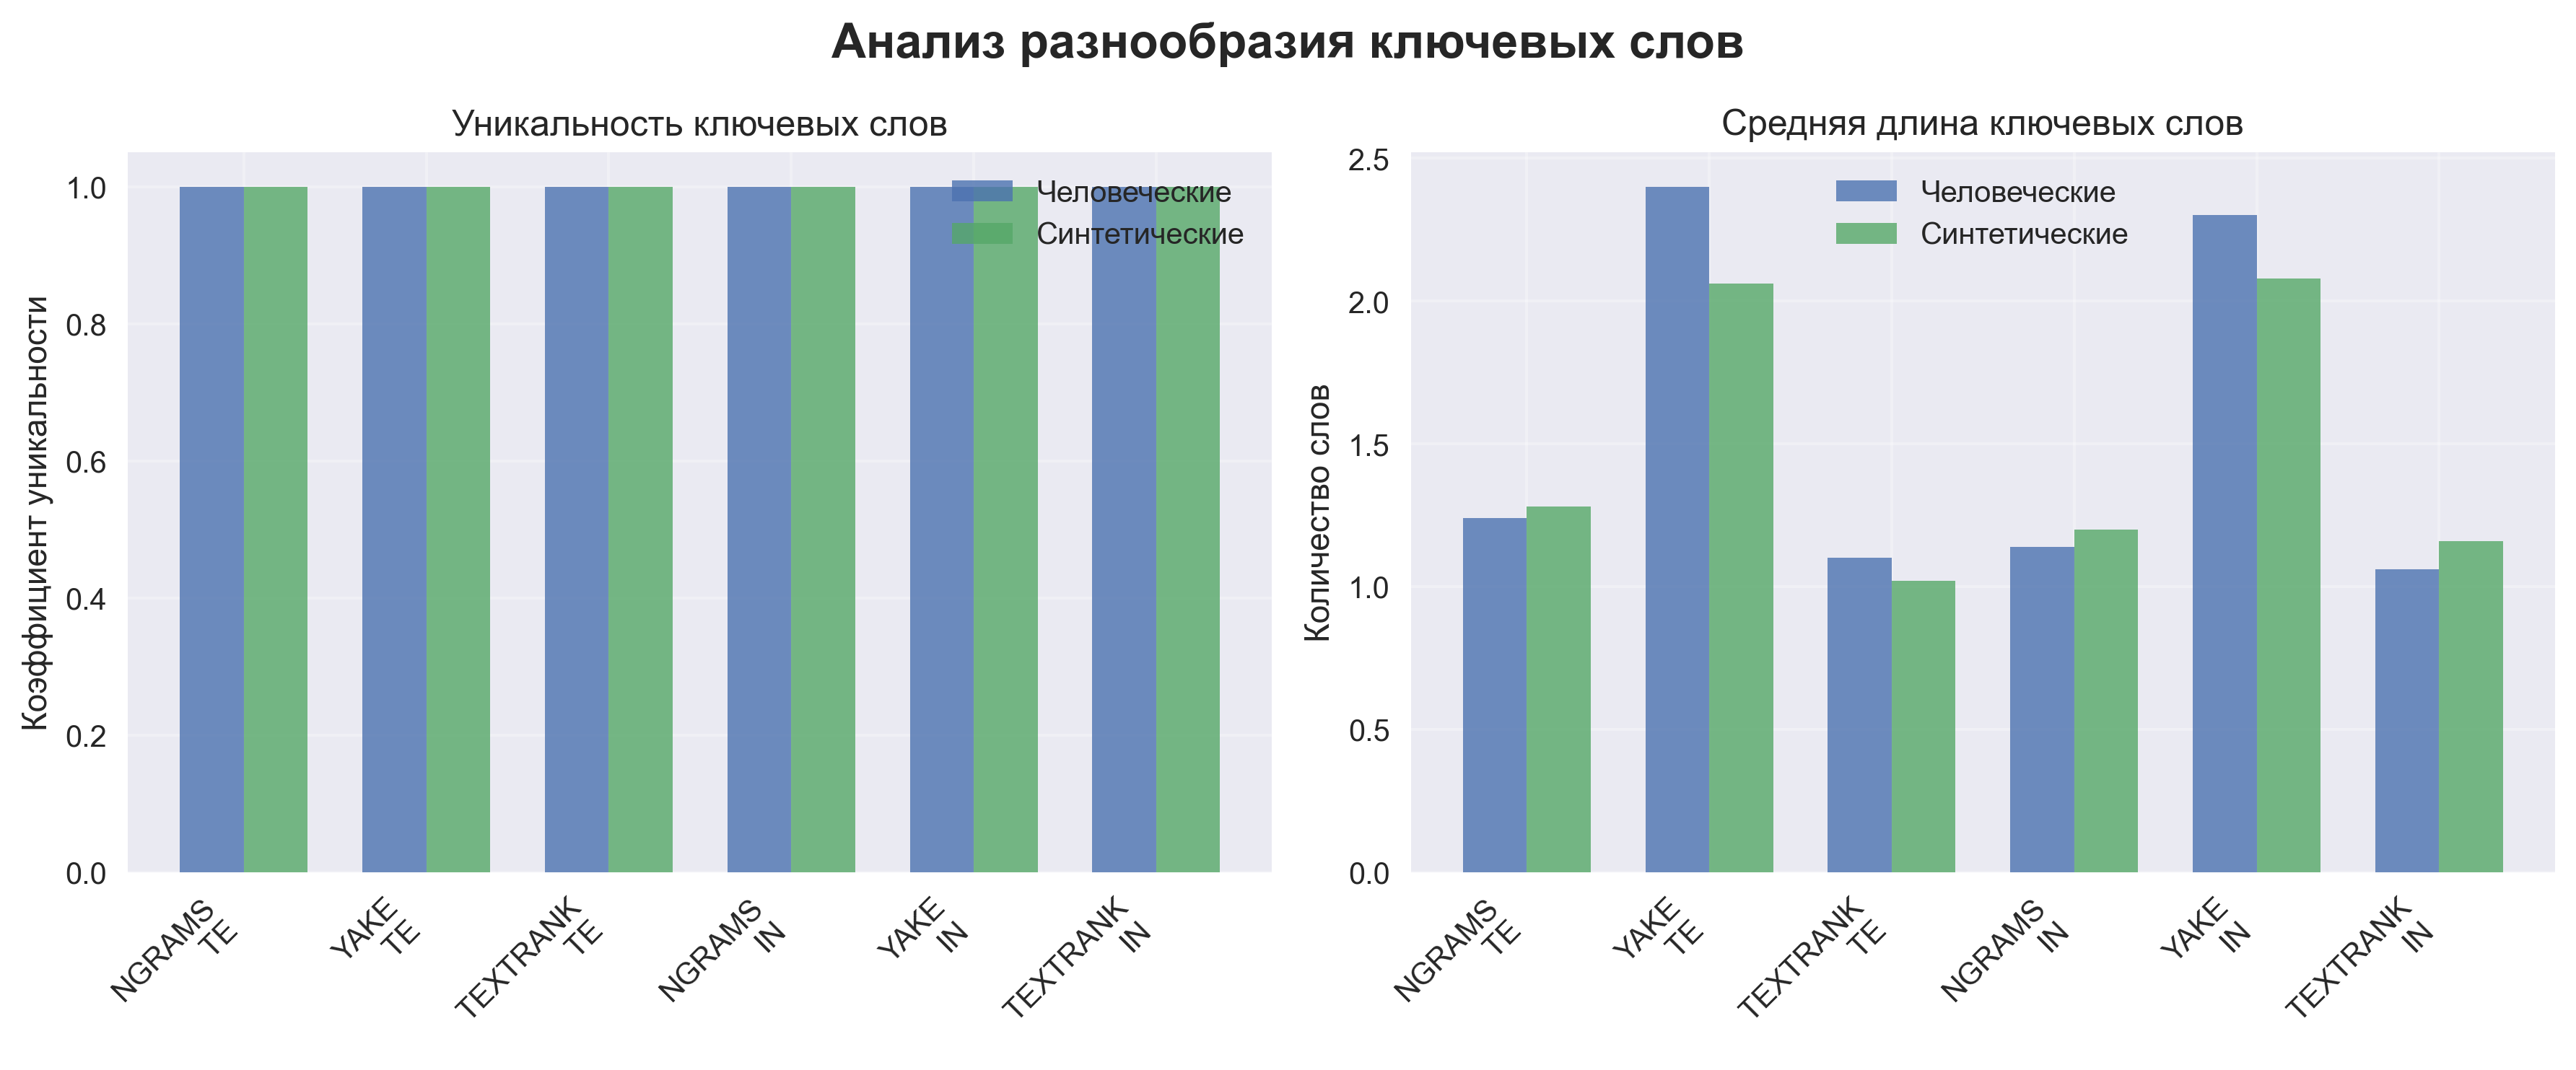 Анализ разнообразия ключевых слов
Уникальность ключевых слов
Коэффициент уникальности
1.0
0.8
0.6
0.4
0.2
0.0
Человеческие
Синтетические
NGRAMS
TE
YAKE
TE
TEXTRANK
TE
NGRAMS
IN
YAKE
IN
TEXTRANK
IN
Средняя длина ключевых слов
Количество слов
2.5
2.0
1.5
1.0
0.5
0.0
Человеческие
Синтетические
NGRAMS
TE
YAKE
TE
TEXTRANK
TE
NGRAMS
IN
YAKE
IN
TEXTRANK
IN